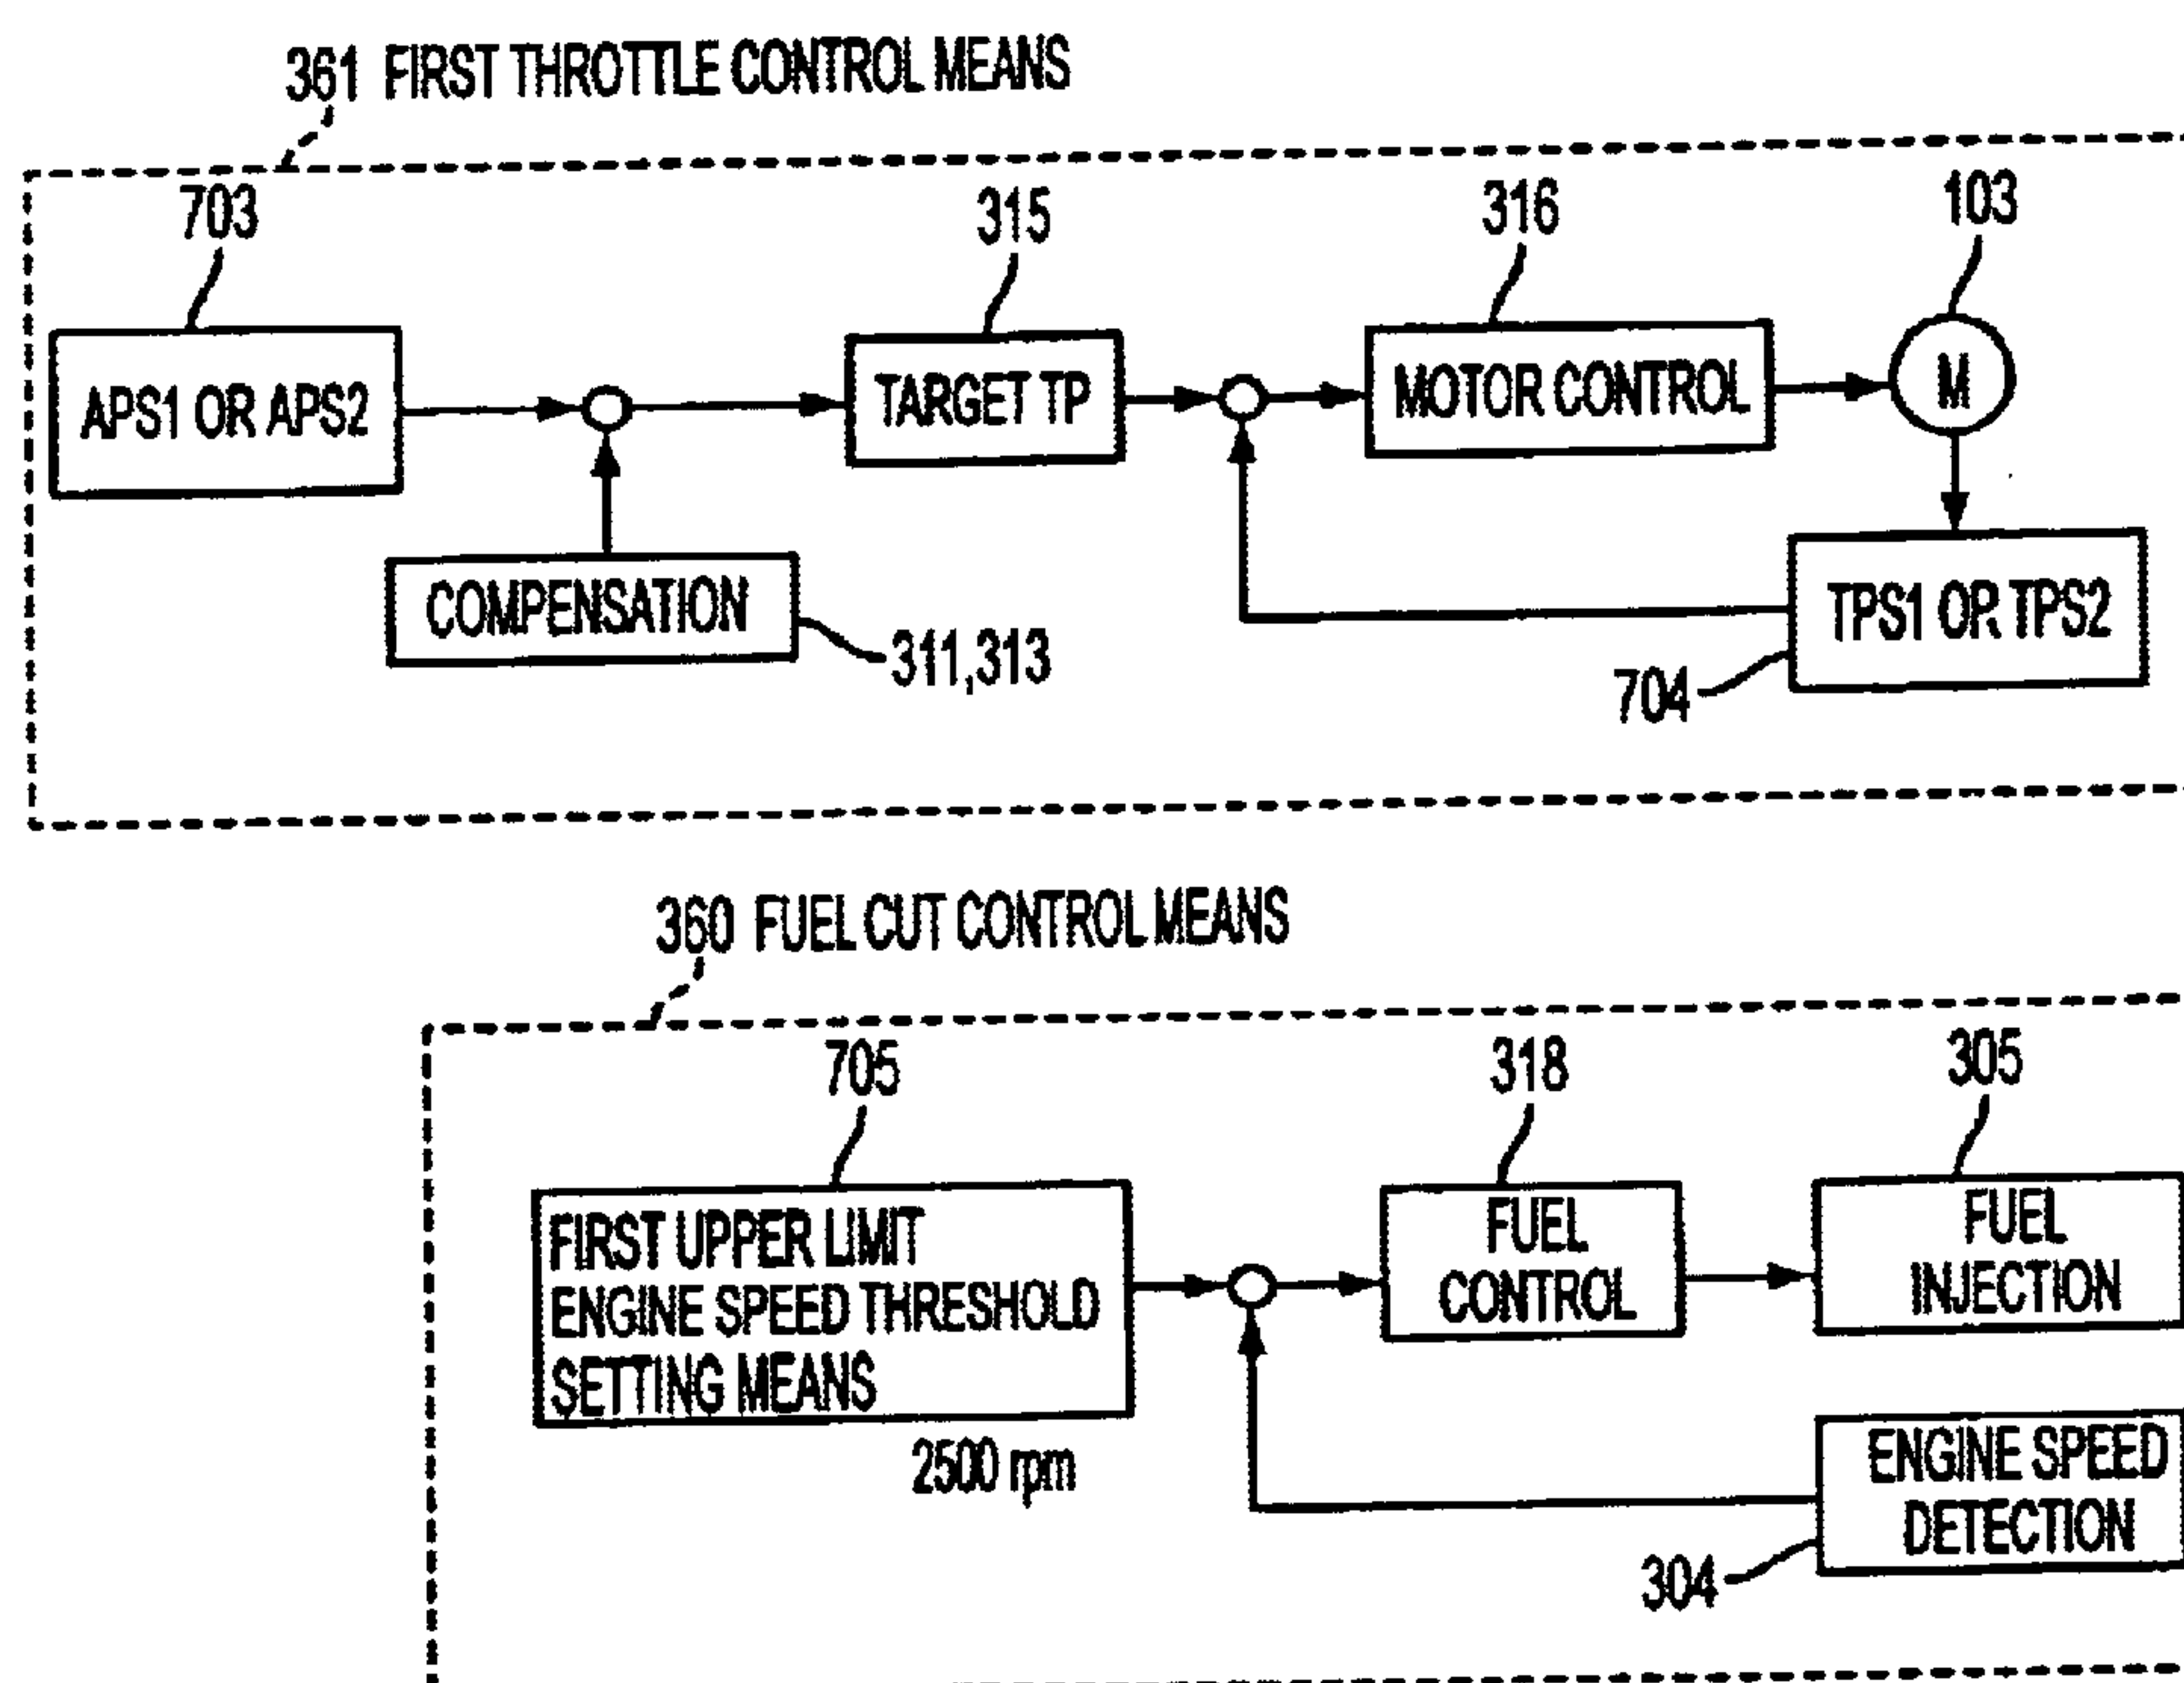 361 FIRST THROTTLE CONTROL MEANS
703
315
316
103
APS1 OR APS2
TARGET TP
MOTOR CONTROL
M
COMPENSATION
311,313
TPS1 OR TPS2
704
360 FUEL CUT CONTROL MEANS
705
318
305
FIRST UPPER LIMIT
ENGINE SPEED THRESHOLD
SETTING MEANS
2500 rpm
FUEL
CONTROL
FUEL
INJECTION
ENGINE SPEED
DETECTION
304